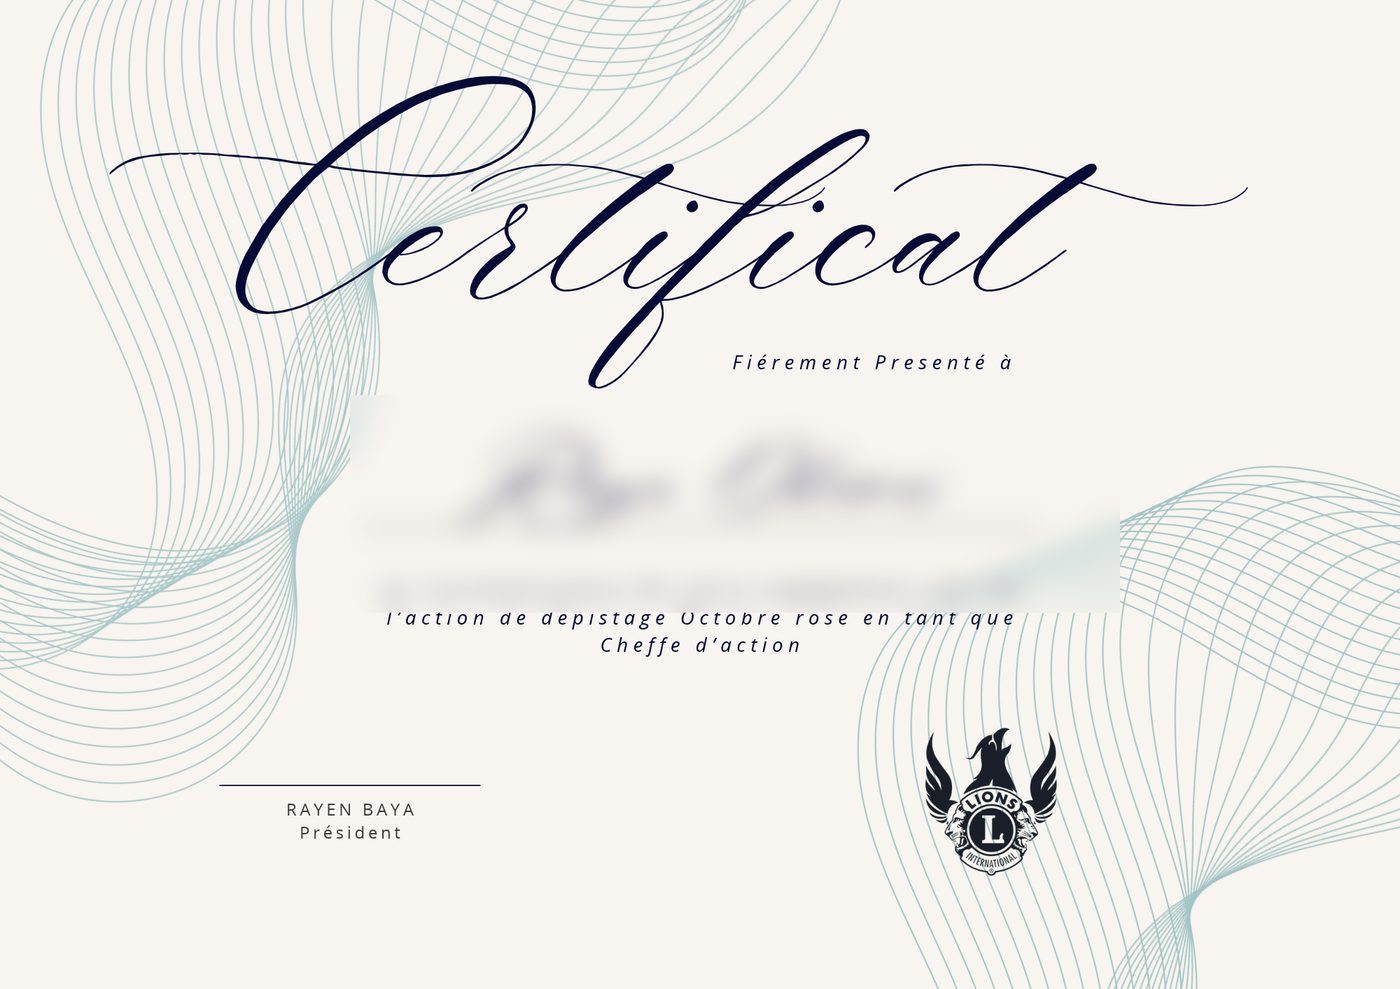 Certificat
Fiérement Presenté à
l'action de dépistage Octobre rose en tant que
Cheffe d’action
RAYEN BAYA
Président
LIONS
L
INTERNATIONAL